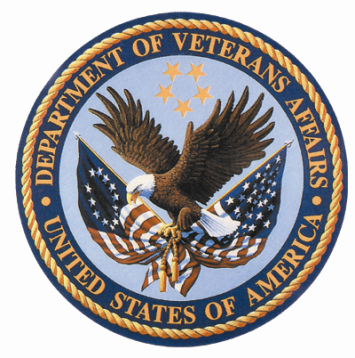 DEPARTMENT OF VETERANS AFFAIRS
UNITED STATES OF AMERICA